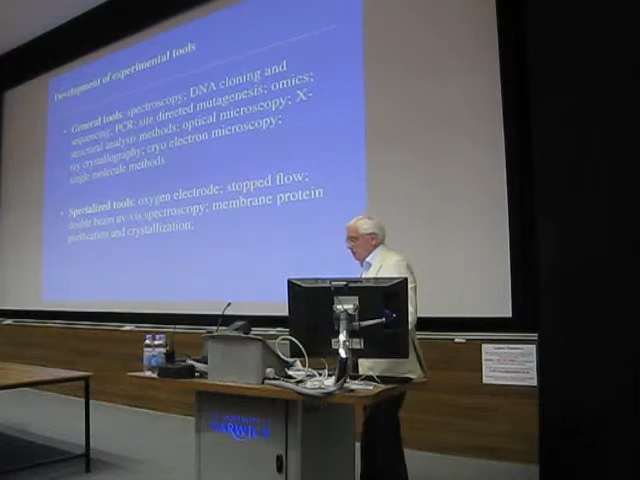 Development of experimental tools
• General tools: spectroscopy; DNA cloning and
sequencing; PCR; site directed mutagenesis; omics;
structural analysis methods; optical microscopy; X-
ray crystallography; cryo electron microscopy;
single molecule methods
• Specialized tools: oxygen electrode; stopped flow;
double beam uv-vis spectroscopy; membrane protein
purification and crystallization;
WARWICK